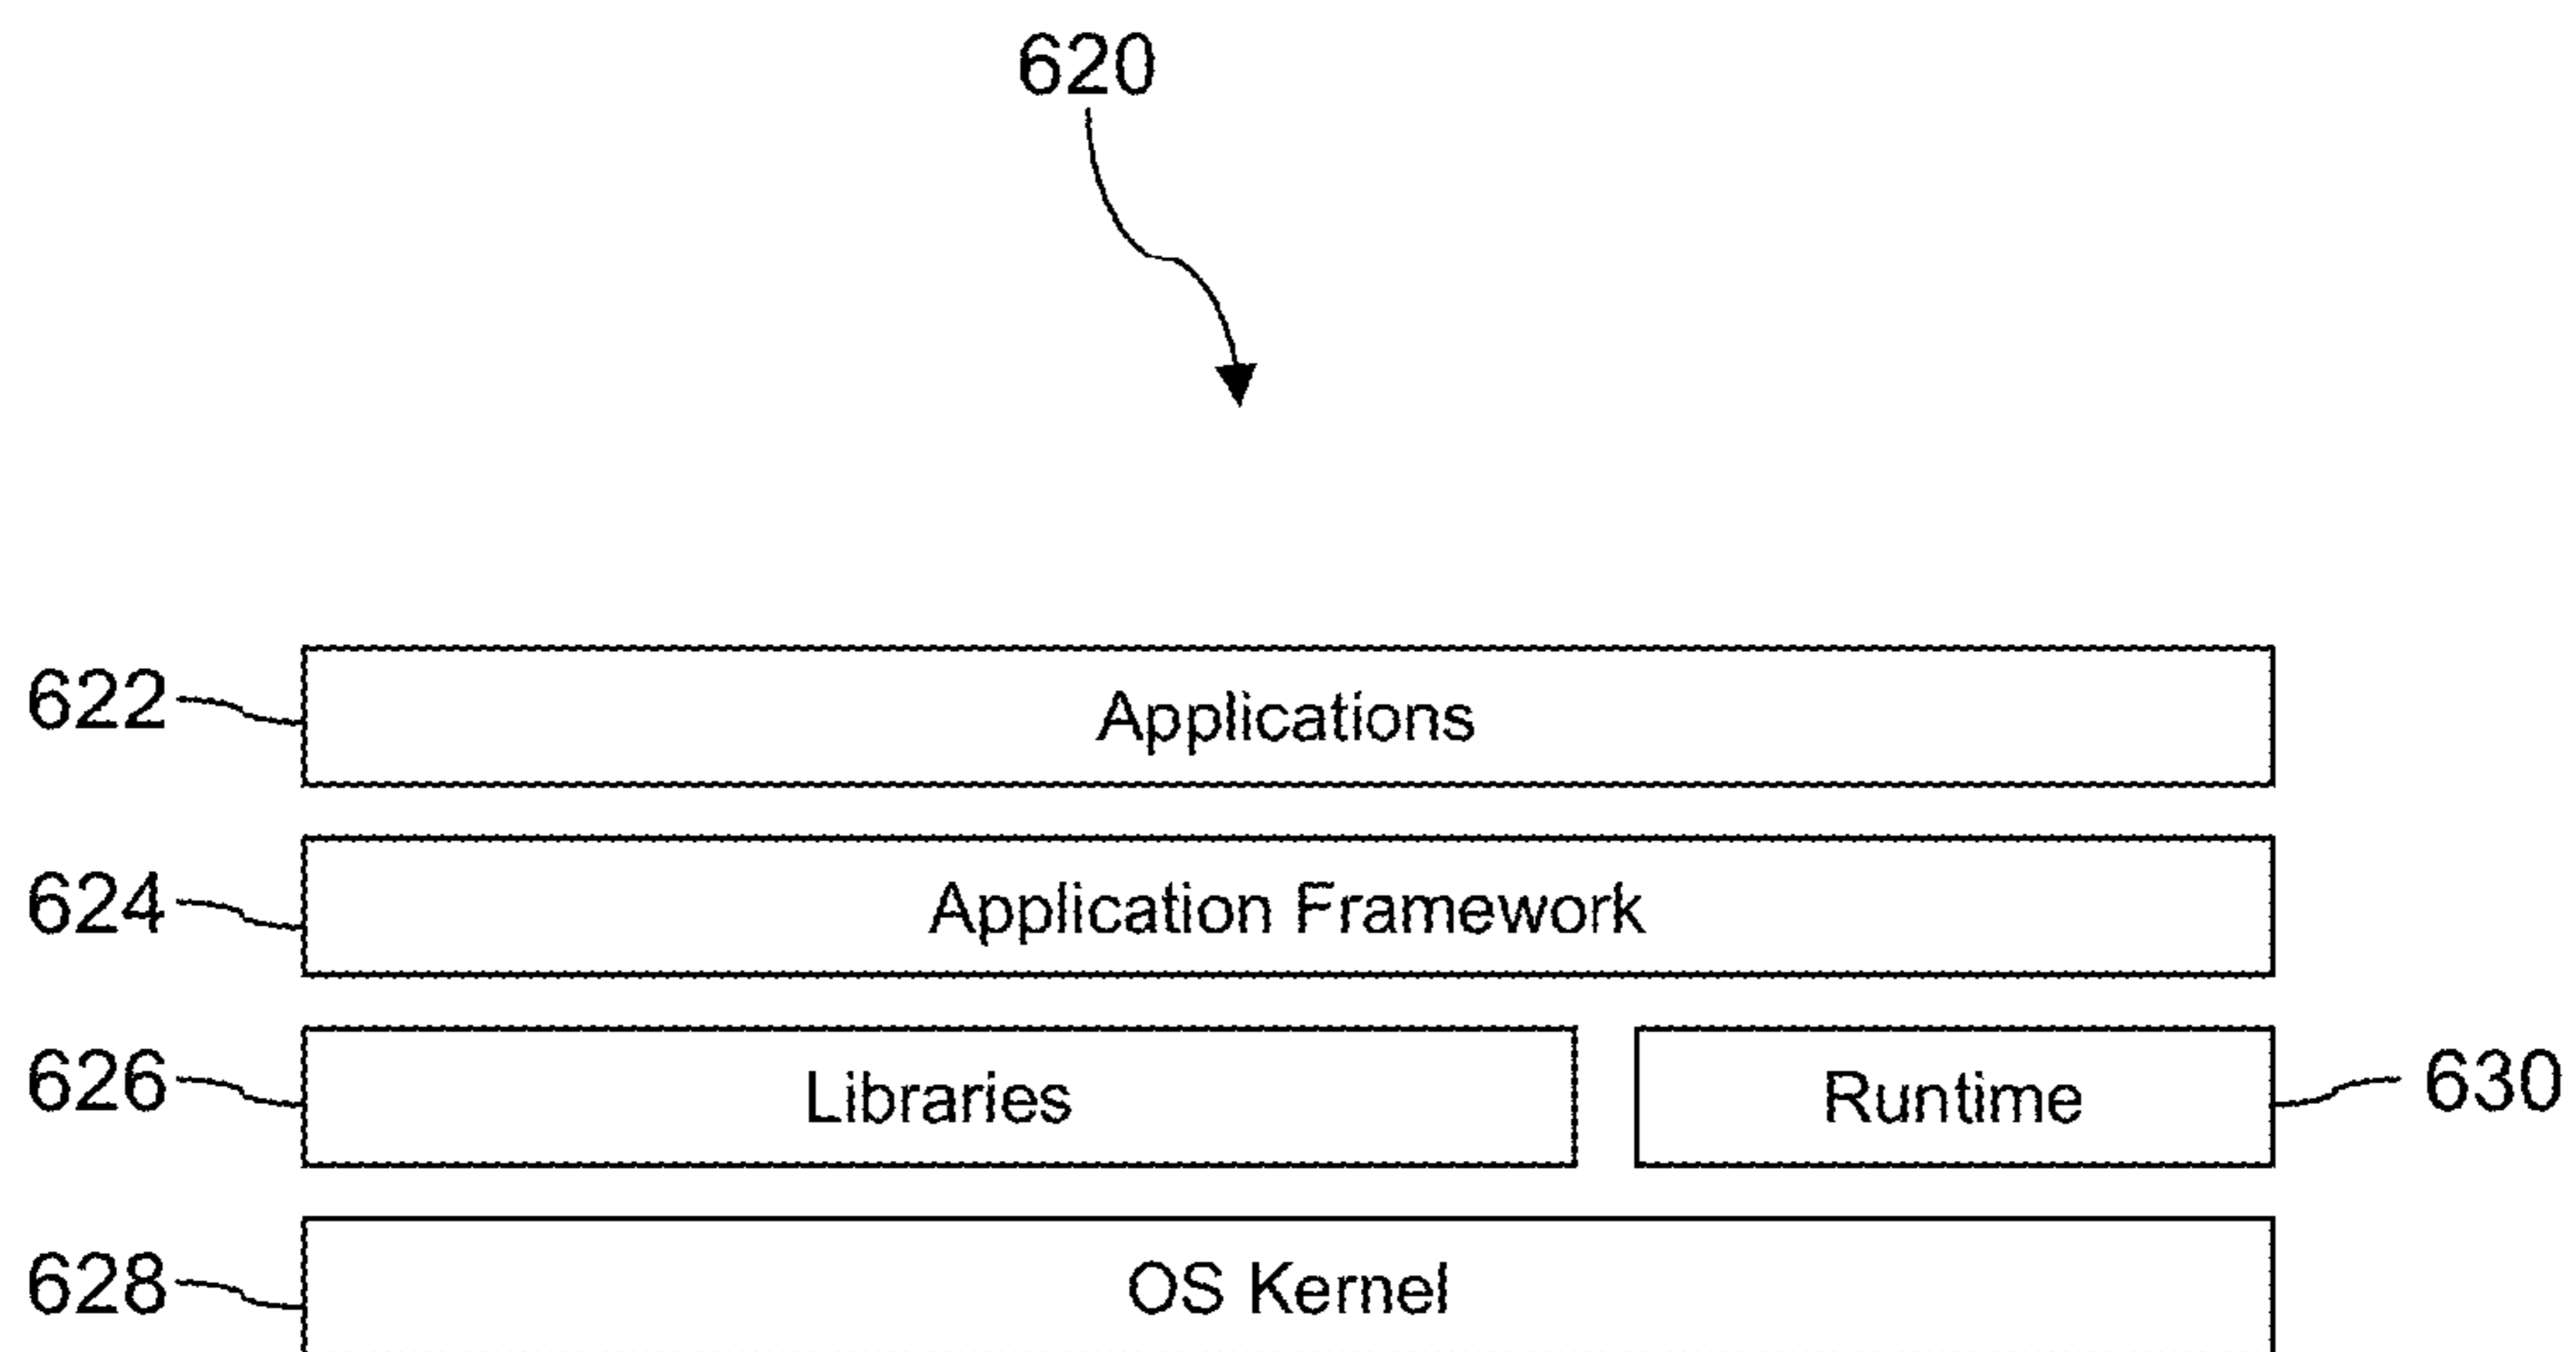 620
622 Applications
624 Application Framework
626 Libraries Runtime 630
628 OS Kernel